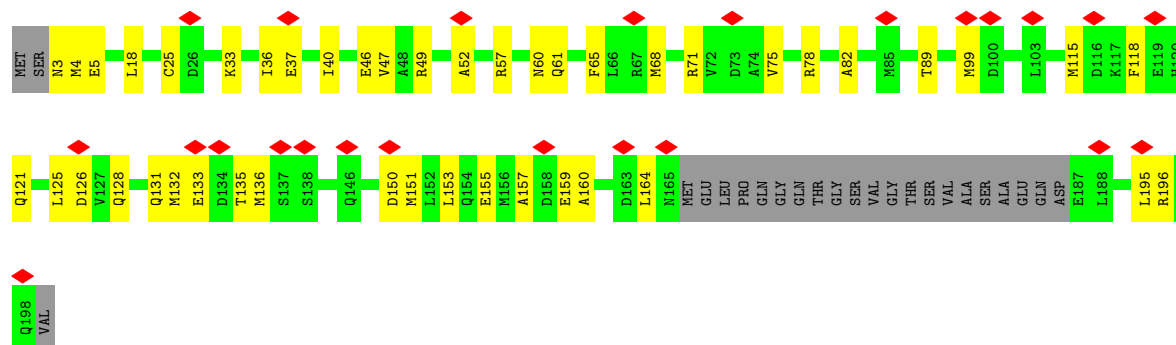 MET SER N3 M4 E5 L18 C25 D26 K33 I36 E37 I40 E46 V47 A48 R49 A52 R57 N60 Q61 F65 L66 R67 M68 R71 V72 D73 A74 V75 R78 A82 M85 T89 M99 D100 L103 M115 D116 K117 F118 E119
Q121 L125 D126 V127 Q128 Q131 M132 E133 D134 T135 M136 S137 S138 Q146 D150 M151 L152 L153 Q154 E155 M156 A157 D158 E159 A160 D163 L164 N165 MET GLU LEU PRO GLN GLY GLN THR GLY SER VAL GLY THR SER VAL ALA SER ALA GLU GLN ASP E187 L188 L195 R196
Q198 VAL